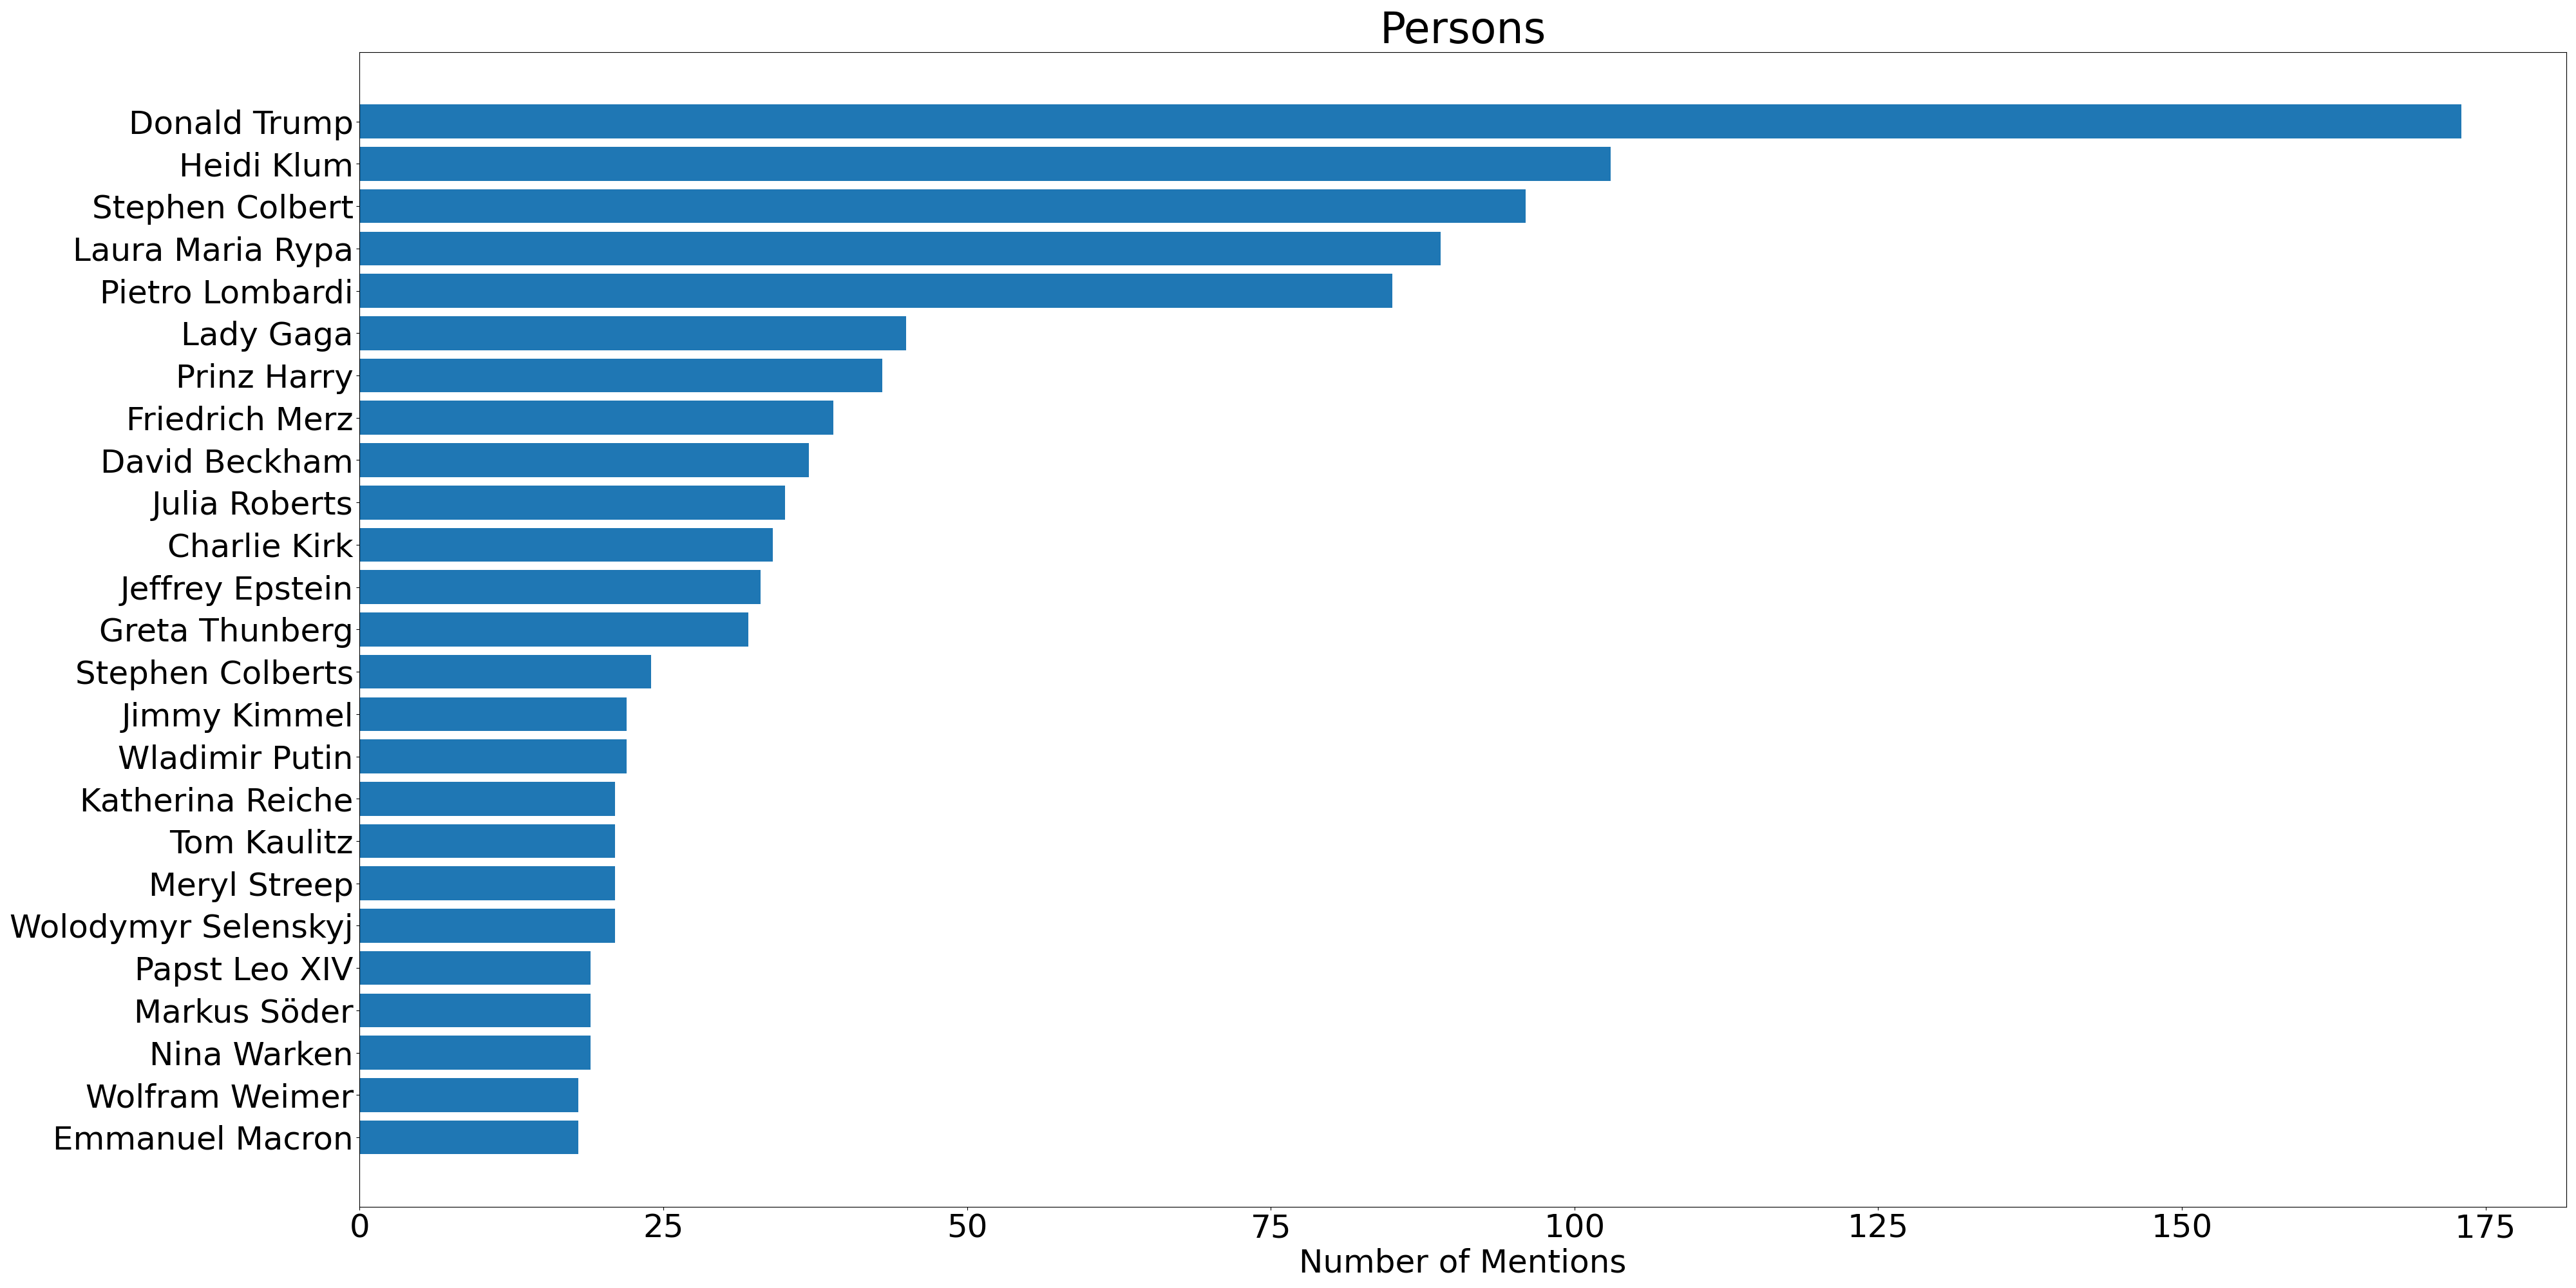 Persons
Donald Trump
Heidi Klum
Stephen Colbert
Laura Maria Rypa
Pietro Lombardi
Lady Gaga
Prinz Harry
Friedrich Merz
David Beckham
Julia Roberts
Charlie Kirk
Jeffrey Epstein
Greta Thunberg
Stephen Colberts
Jimmy Kimmel
Wladimir Putin
Katherina Reiche
Tom Kaulitz
Meryl Streep
Wolodymyr Selenskyj
Papst Leo XIV
Markus Söder
Nina Warken
Wolfram Weimer
Emmanuel Macron
0 25 50 75 100 125 150 175
Number of Mentions